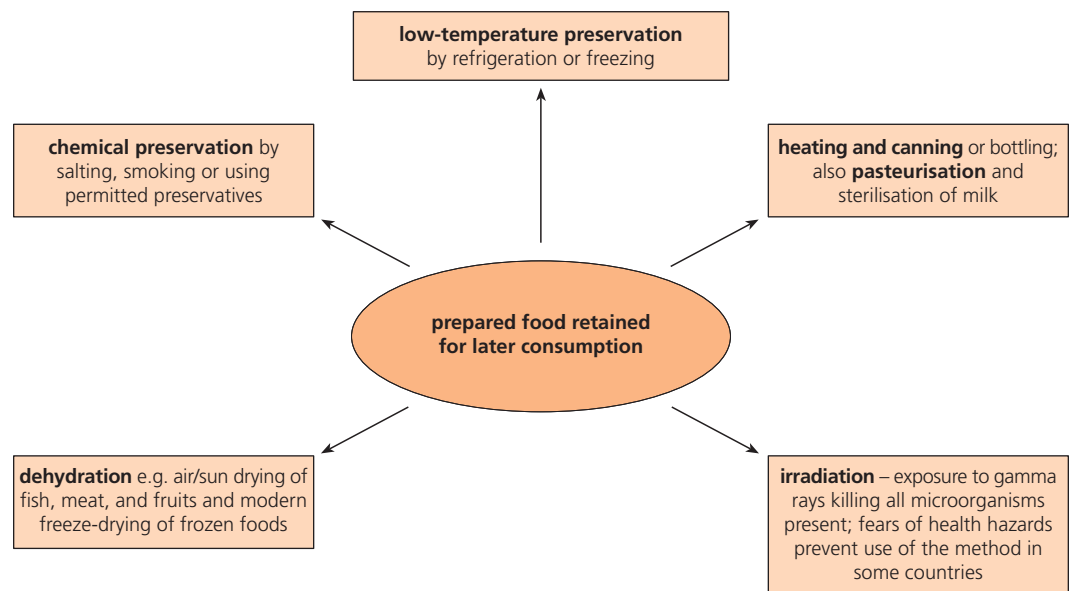 low-temperature preservation
by refrigeration or freezing
chemical preservation by
salting, smoking or using
permitted preservatives
heating and canning or bottling;
also pasteurisation and
sterilisation of milk
prepared food retained
for later consumption
dehydration e.g. air/sun drying of
fish, meat, and fruits and modern
freeze-drying of frozen foods
irradiation – exposure to gamma
rays killing all microorganisms
present; fears of health hazards
prevent use of the method in
some countries